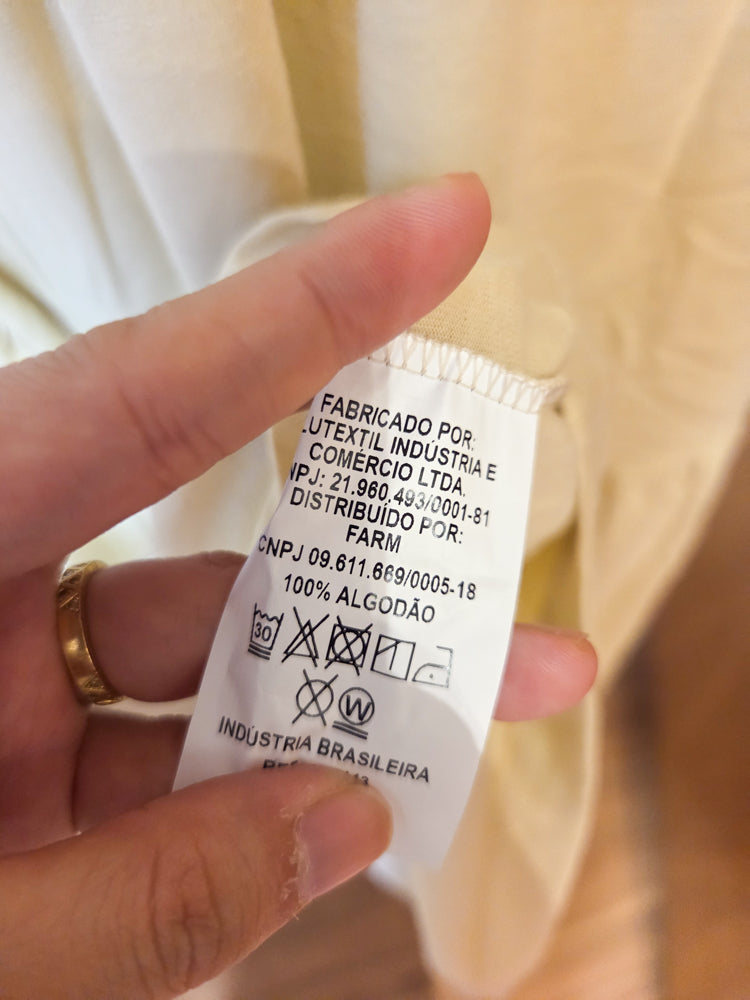 FABRICADO POR:
LUTEXTIL INDÚSTRIA E
COMÉRCIO LTDA.
NPJ: 21.960.493/0001-81
DISTRIBUÍDO POR:
FARM
CNPJ 09.611.669/0005-18
100% ALGODÃO
30
W
INDÚSTRIA BRASILEIRA